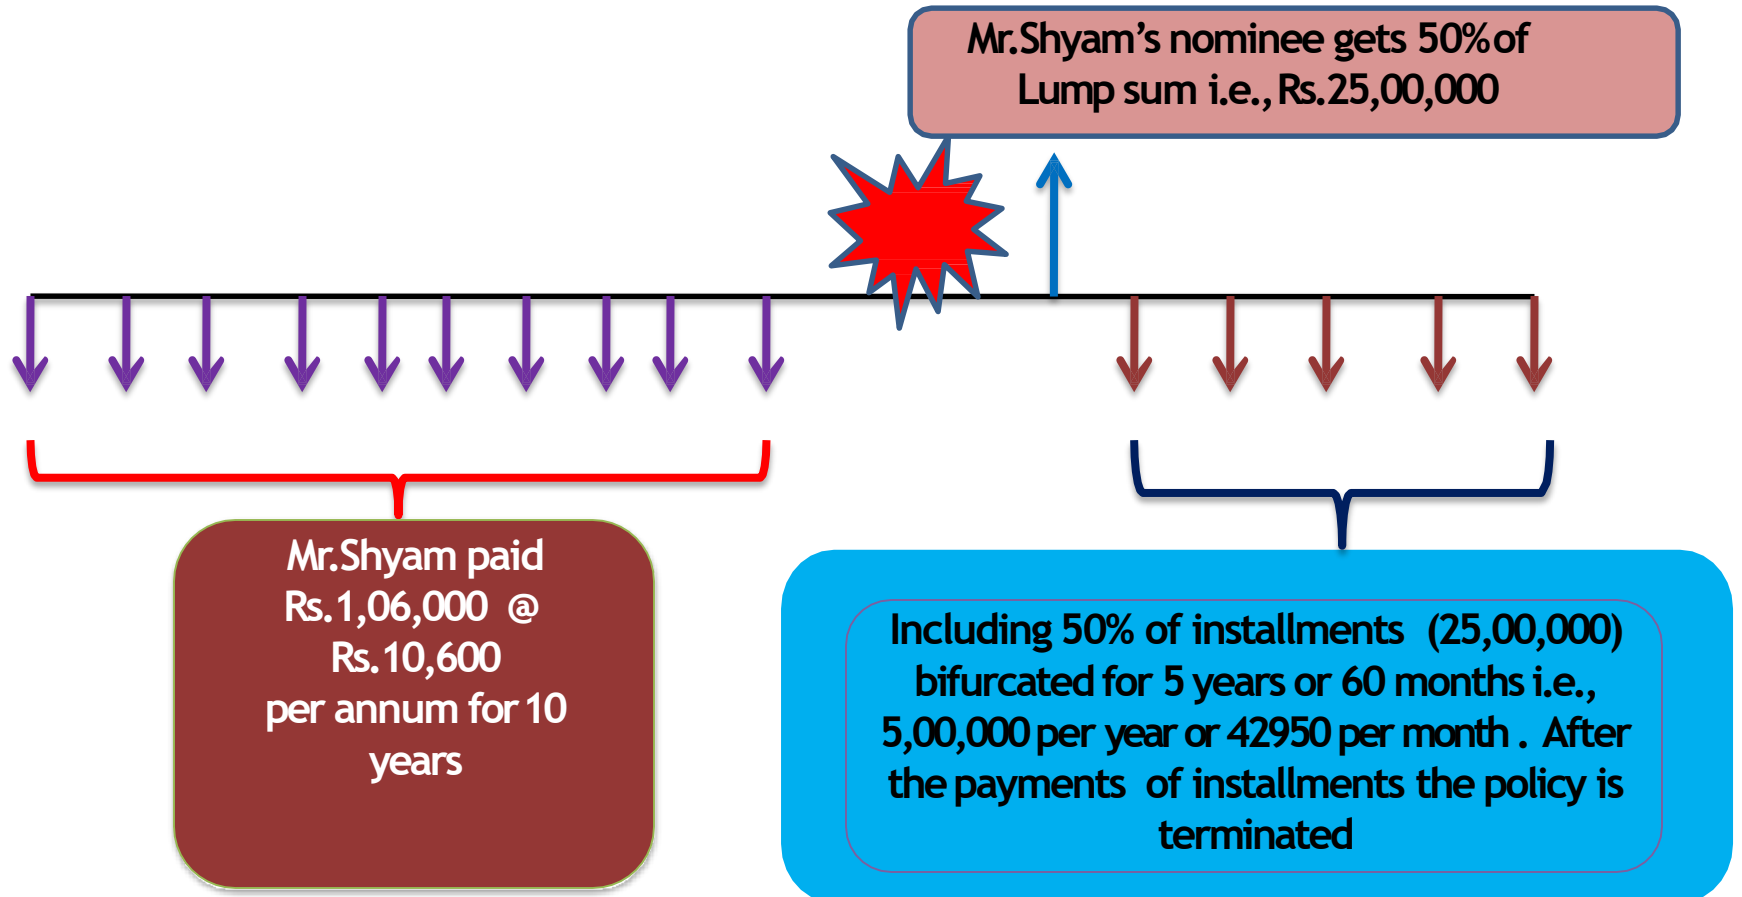 Mr.Shyam's nominee gets 50% of
Lump sum i.e., Rs.25,00,000
Mr.Shyam paid
Rs.1,06,000 @
Rs.10,600
per annum for 10
years
Including 50% of installments (25,00,000)
bifurcated for 5 years or 60 months i.e.,
5,00,000 per year or 42950 per month . After
the payments of installments the policy is
terminated